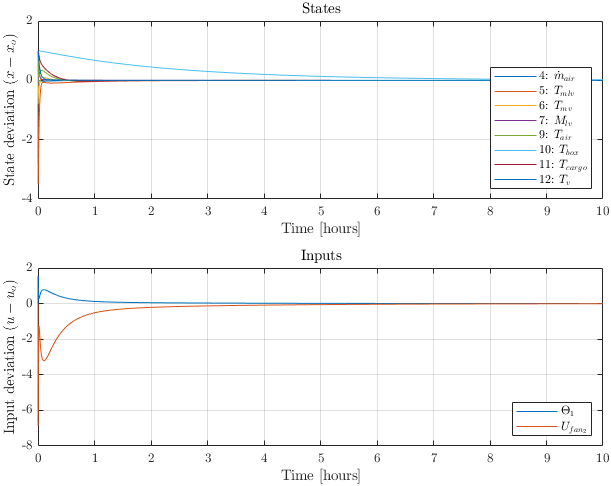 States
State deviation (x − x_o)
2
0
-2
-4
0 1 2 3 4 5 6 7 8 9 10
Time [hours]
4: ṁ_air
5: T_mlv
6: T_mv
7: M_lv
9: T_air
10: T_box
11: T_cargo
12: T_v
Inputs
Input deviation (u − u_o)
2
0
-2
-4
-6
-8
0 1 2 3 4 5 6 7 8 9 10
Time [hours]
Θ_1
U_fan_2